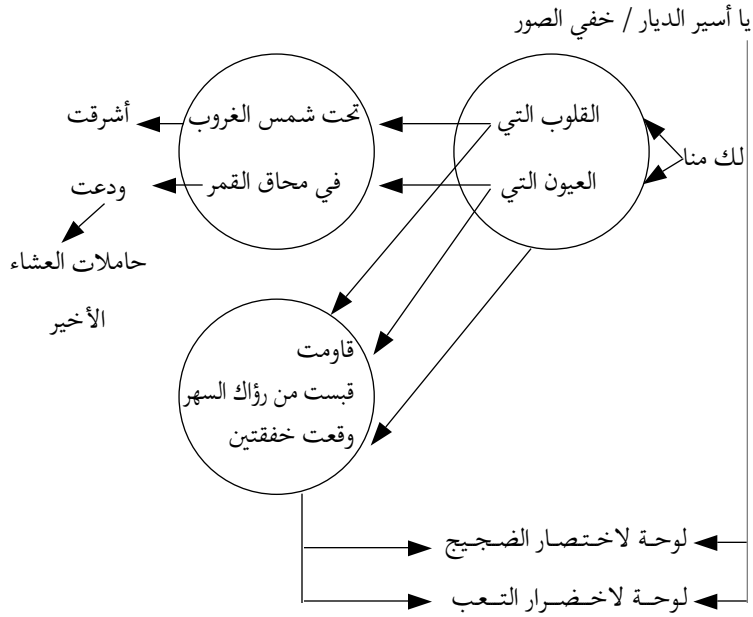 يا أسير الديار / خفي الصور
لك منا
القلوب التي
العيون التي
تحت شمس الغروب
في محاق القمر
أشرقت
ودعت
حاملات العشاء
الأخير
قاومت
قبست من رؤاك السهر
وقعت خفقتين
لوحة لاختصار الضجيج
لوحة لاخضرار التعب